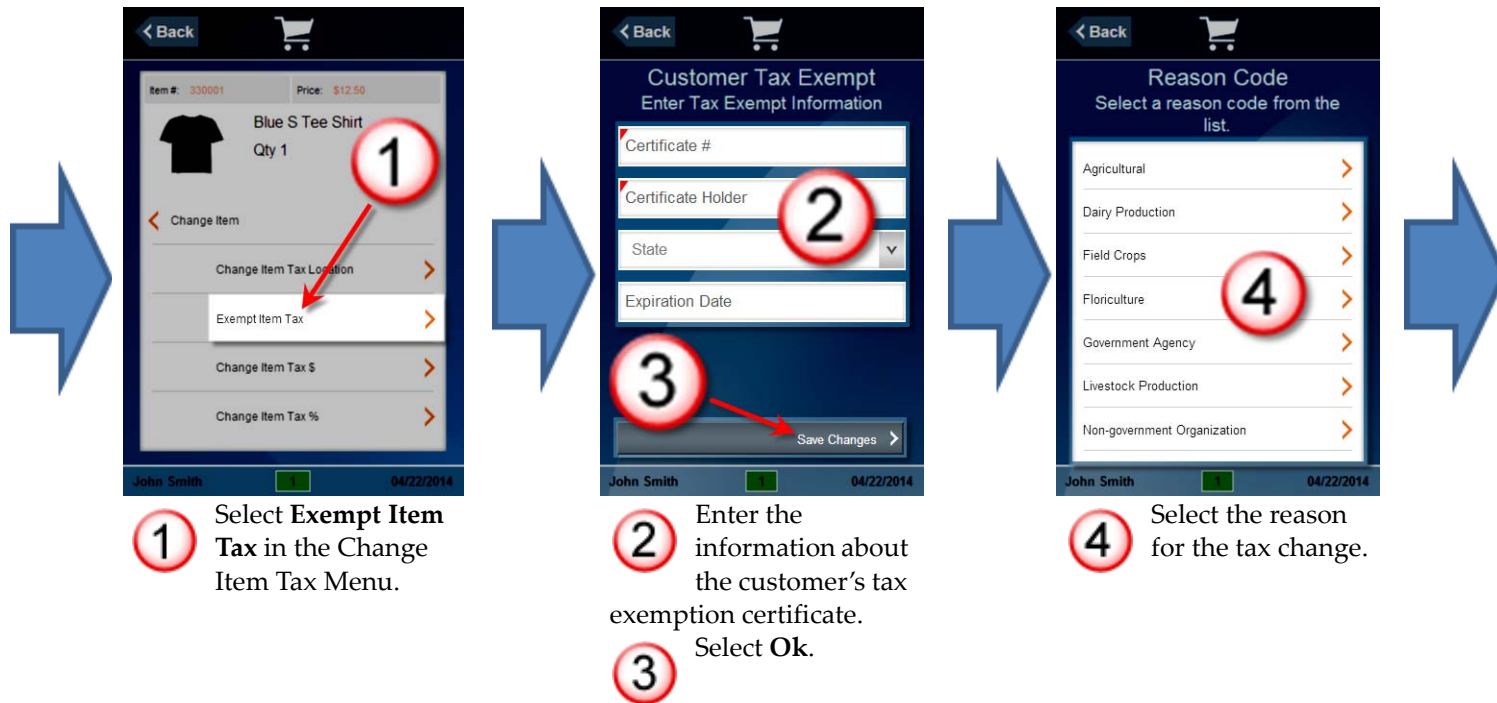 Back
Item #: 330001 Price: $12.50
Blue S Tee Shirt
Qty 1
1
Change Item
Change Item Tax Location
Exempt Item Tax
Change Item Tax $
Change Item Tax %
John Smith 1 04/22/2014
1 Select Exempt Item
Tax in the Change
Item Tax Menu.
Back
Customer Tax Exempt
Enter Tax Exempt Information
Certificate #
Certificate Holder
2
State
Expiration Date
3
Save Changes
John Smith 1 04/22/2014
2 Enter the
information about
the customer's tax
exemption certificate.
3 Select Ok.
Back
Reason Code
Select a reason code from the
list.
Agricultural
Dairy Production
Field Crops
4
Floriculture
Government Agency
Livestock Production
Non-government Organization
John Smith 1 04/22/2014
4 Select the reason
for the tax change.